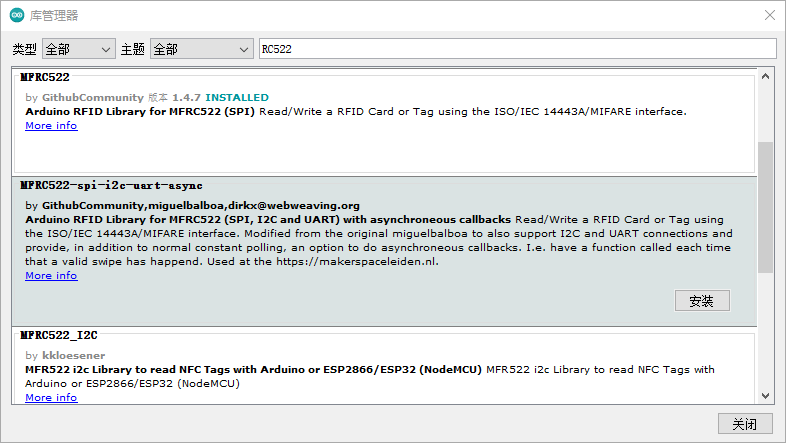 库管理器
类型 全部 主题 全部 RC522
MFRC522
by GithubCommunity 版本 1.4.7 INSTALLED
Arduino RFID Library for MFRC522 (SPI) Read/Write a RFID Card or Tag using the ISO/IEC 14443A/MIFARE interface.
More info
MFRC522-spi-i2c-uart-async
by GithubCommunity,miguelbalboa,dirkx@webweaving.org
Arduino RFID Library for MFRC522 (SPI, I2C and UART) with asynchroneous callbacks Read/Write a RFID Card or Tag using
the ISO/IEC 14443A/MIFARE interface. Modified from the original miguelbalboa to also support I2C and UART connections and
provide, in addition to normal constant polling, an option to do asynchroneous callbacks. I.e. have a function called each time
that a valid swipe has happend. Used at the https://makerspaceleiden.nl.
More info
安装
MFRC522_I2C
by kkloesener
MFR522 i2c Library to read NFC Tags with Arduino or ESP2866/ESP32 (NodeMCU) MFR522 i2c Library to read NFC Tags with
Arduino or ESP2866/ESP32 (NodeMCU)
More info
关闭